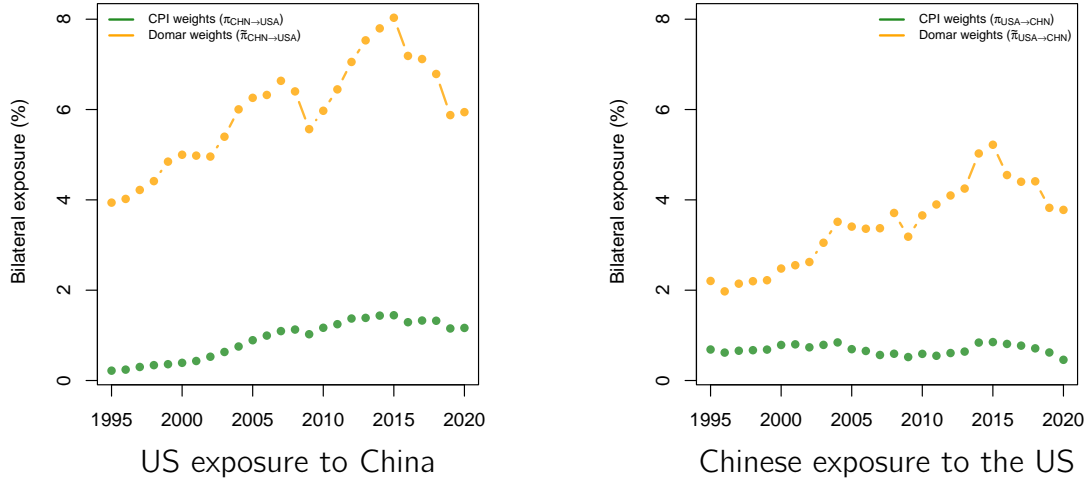 CPI weights (πCHN→USA)
Domar weights (π̃CHN→USA)
Bilateral exposure (%)
8
6
4
2
0
1995 2000 2005 2010 2015 2020
US exposure to China
CPI weights (πUSA→CHN)
Domar weights (π̃USA→CHN)
Bilateral exposure (%)
8
6
4
2
0
1995 2000 2005 2010 2015 2020
Chinese exposure to the US